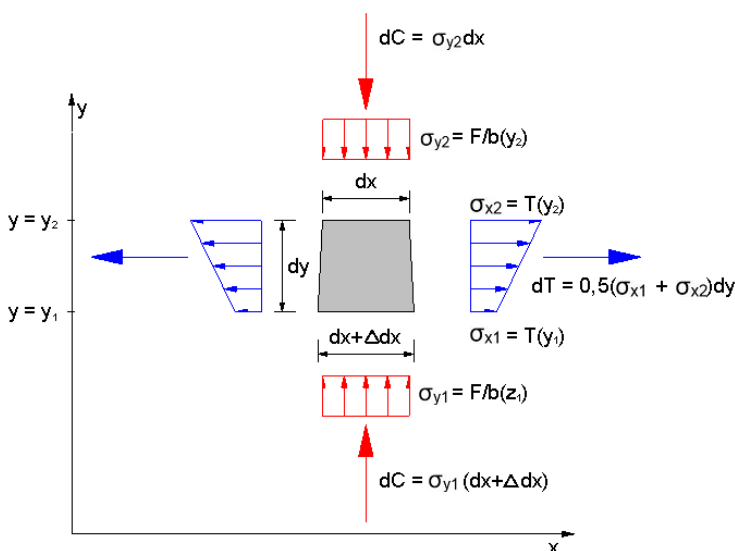 dC = σy2dx
y
σy2 = F/b(y2)
dx
σx2 = T(y2)
y = y2
dy
dT = 0,5(σx1 + σx2)dy
y = y1
dx+Δdx
σx1 = T(y1)
σy1 = F/b(z1)
dC = σy1 (dx+Δdx)
x